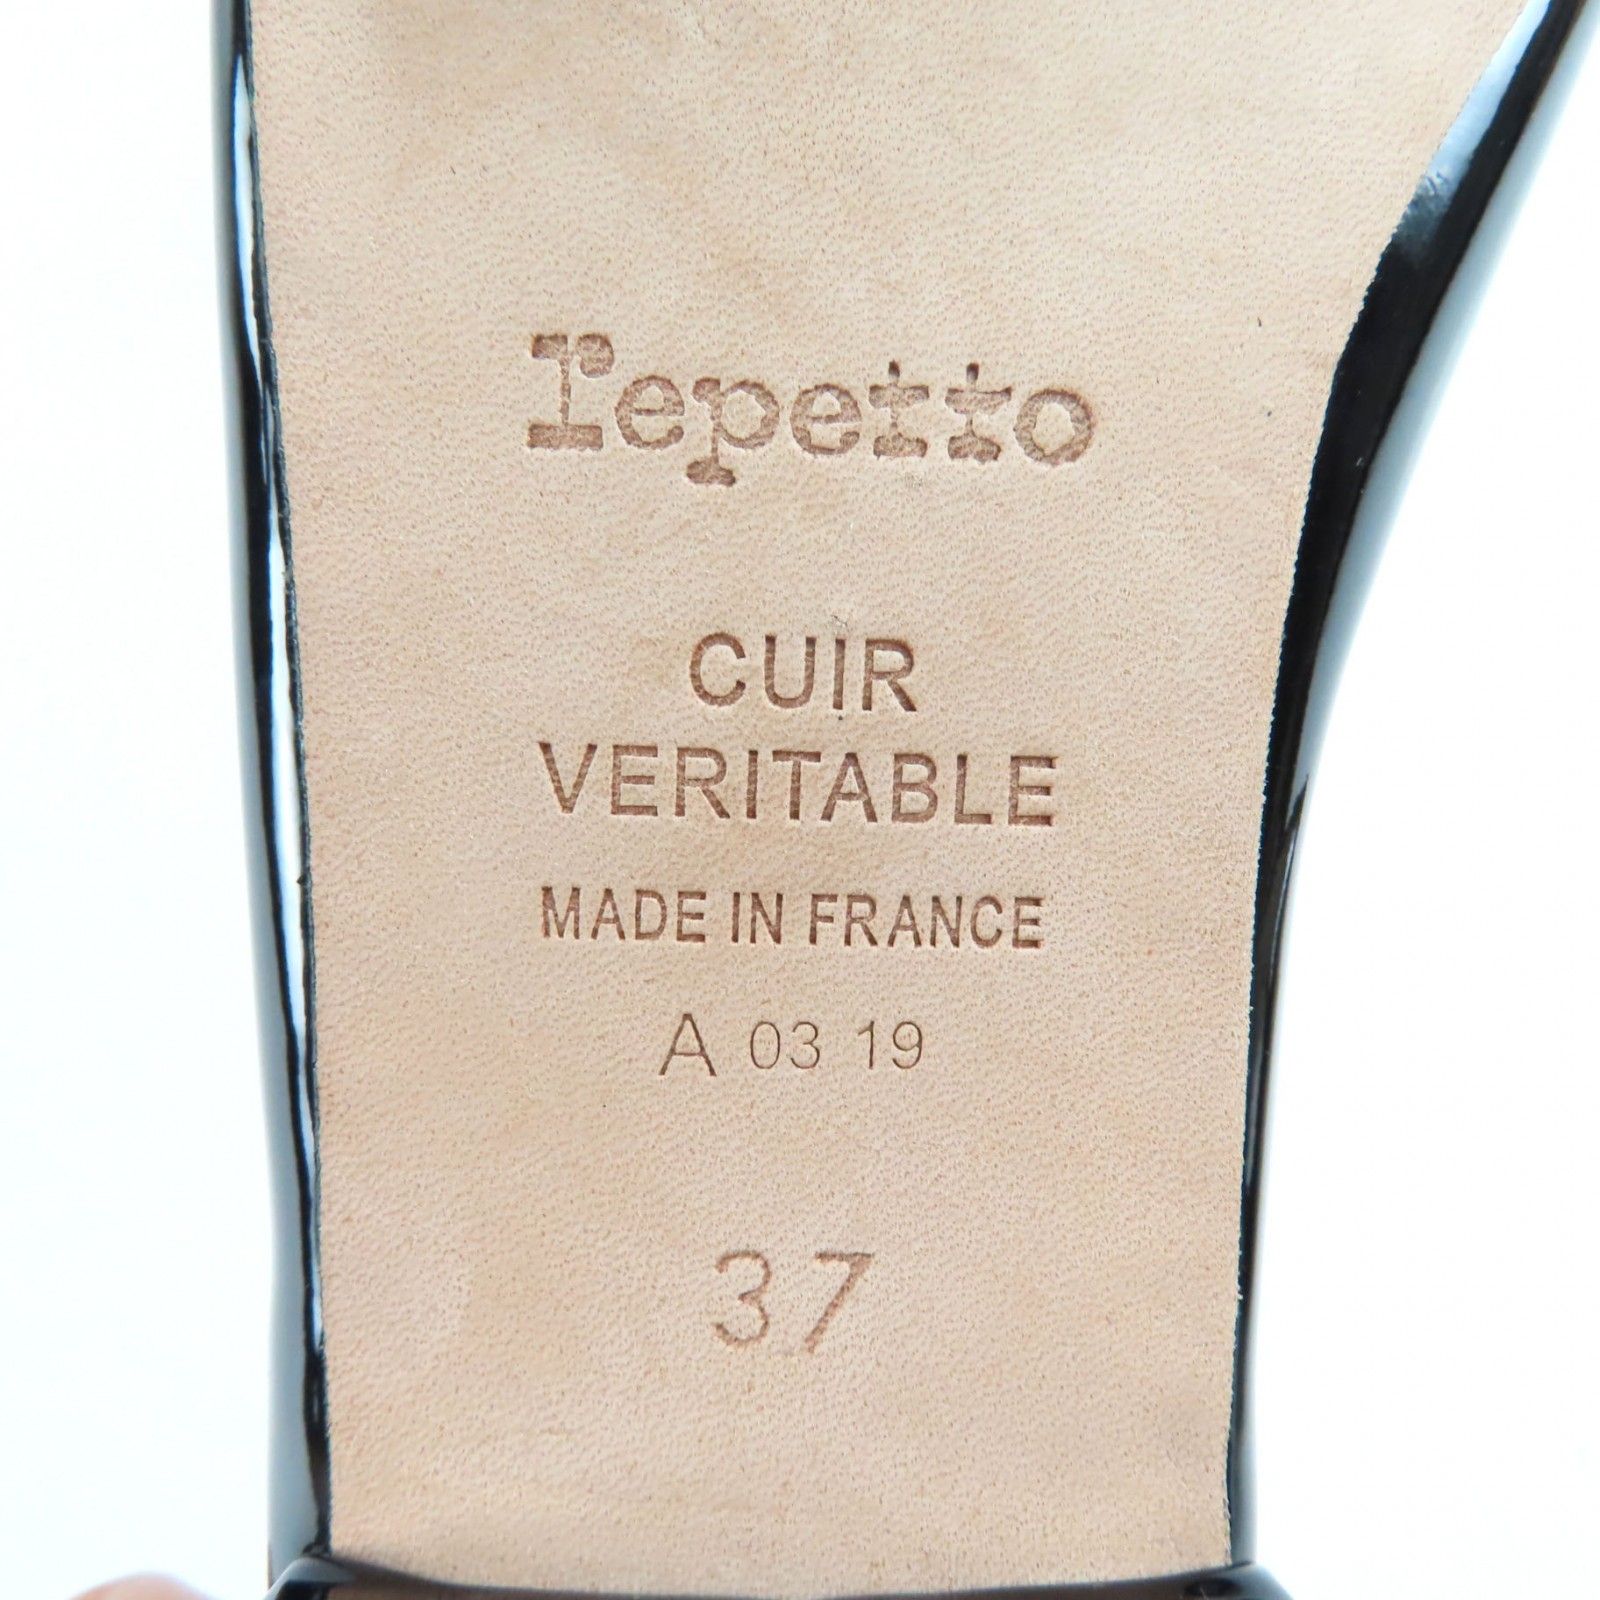 repetto
CUIR
VERITABLE
MADE IN FRANCE
A 03 19
37